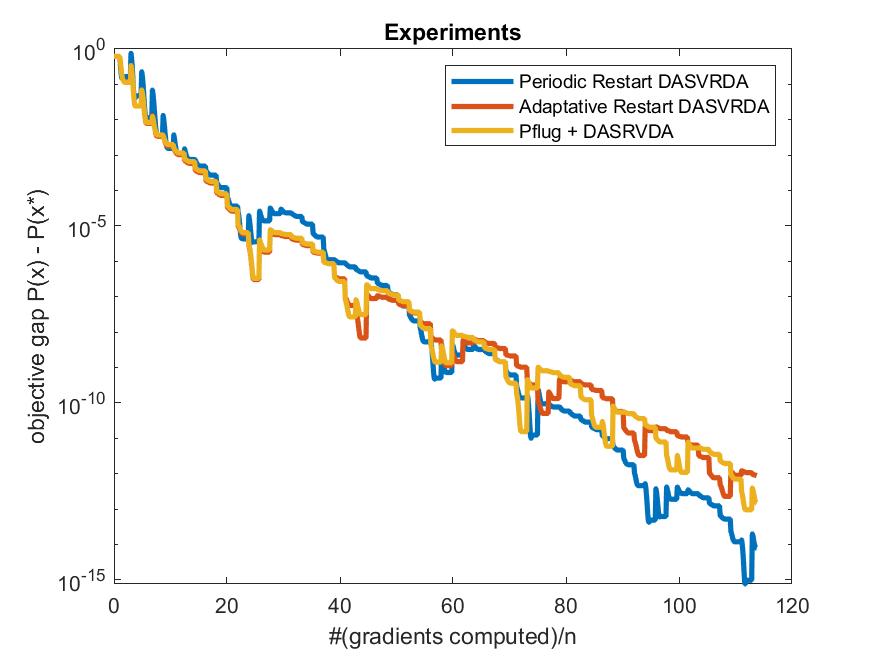 Experiments
Periodic Restart DASVRDA
Adaptative Restart DASVRDA
Pflug + DASRVDA
objective gap P(x) - P(x*)
10^0
10^-5
10^-10
10^-15
0 20 40 60 80 100 120
#(gradients computed)/n